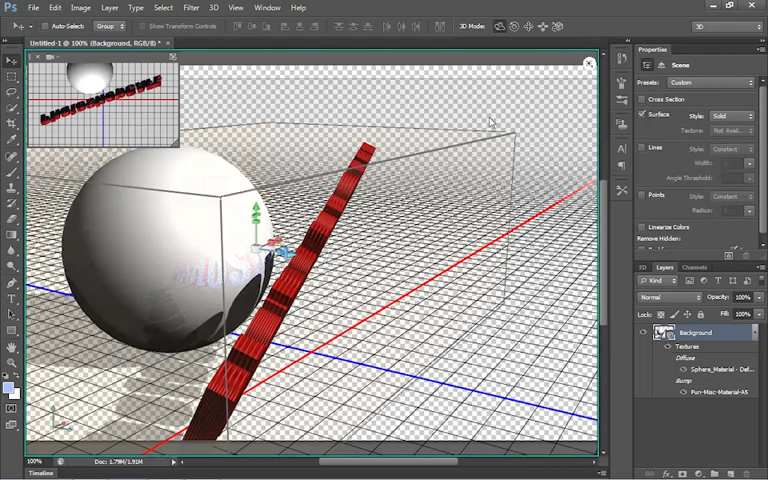 Ps File Edit Image Layer Type Select Filter 3D View Window Help
Auto-Select: Group Show Transform Controls 3D Mode: 3D
Untitled-1 @ 100% (Background, RGB/8) *
Properties
Scene
Presets: Custom
Cross Section
Surface Style: Solid
Texture: Not Avai...
Lines Style: Constant
Width:
Angle Threshold:
Points Style: Constant
Radius:
Linearize Colors
Remove Hidden:
3D Layers Channels
Kind
Normal Opacity: 100%
Lock: Fill: 100%
Background
Textures
Diffuse
Sphere_Material - Def...
Bump
Fun-Misc-Material-A5
100% Doc: 1.79M/1.91M
Timeline